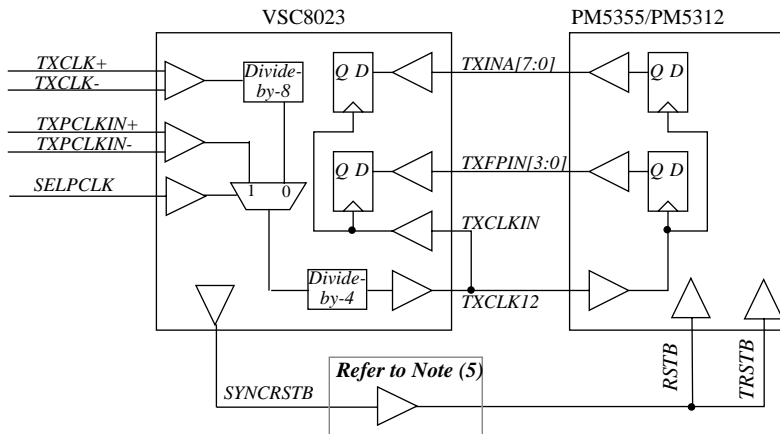 VSC8023
PM5355/PM5312
TXCLK+
TXCLK-
Divide-
by-8
Q D
TXINA[7:0]
Q D
TXPCLKIN+
TXPCLKIN-
SELPCLK
1 0
Q D
TXFPIN[3:0]
Q D
TXCLKIN
Divide-
by-4
TXCLK12
RSTB
TRSTB
Refer to Note (5)
SYNCRSTB